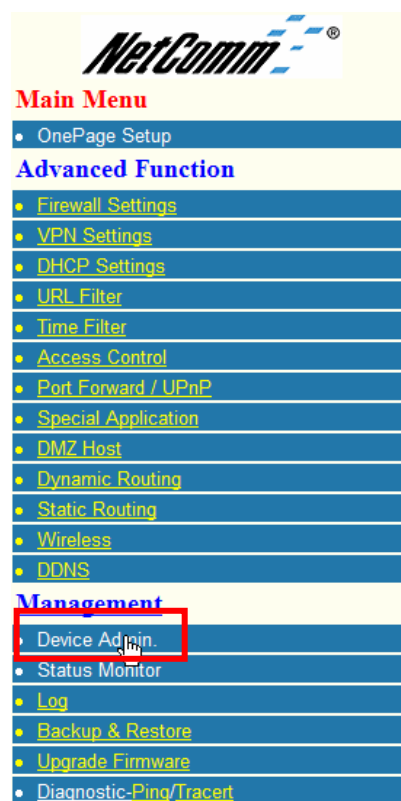 NetComm®
Main Menu
OnePage Setup
Advanced Function
Firewall Settings
VPN Settings
DHCP Settings
URL Filter
Time Filter
Access Control
Port Forward / UPnP
Special Application
DMZ Host
Dynamic Routing
Static Routing
Wireless
DDNS
Management
Device Admin.
Status Monitor
Log
Backup & Restore
Upgrade Firmware
Diagnostic-Ping/Tracert